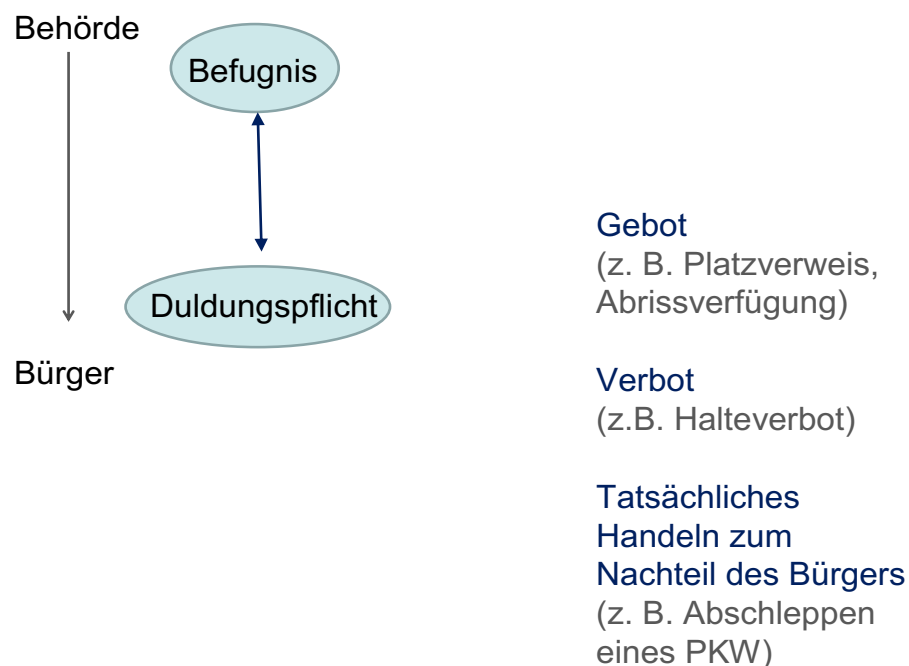 Behörde
Befugnis
Duldungspflicht
Bürger
Gebot
(z. B. Platzverweis,
Abrissverfügung)
Verbot
(z.B. Halteverbot)
Tatsächliches
Handeln zum
Nachteil des Bürgers
(z. B. Abschleppen
eines PKW)